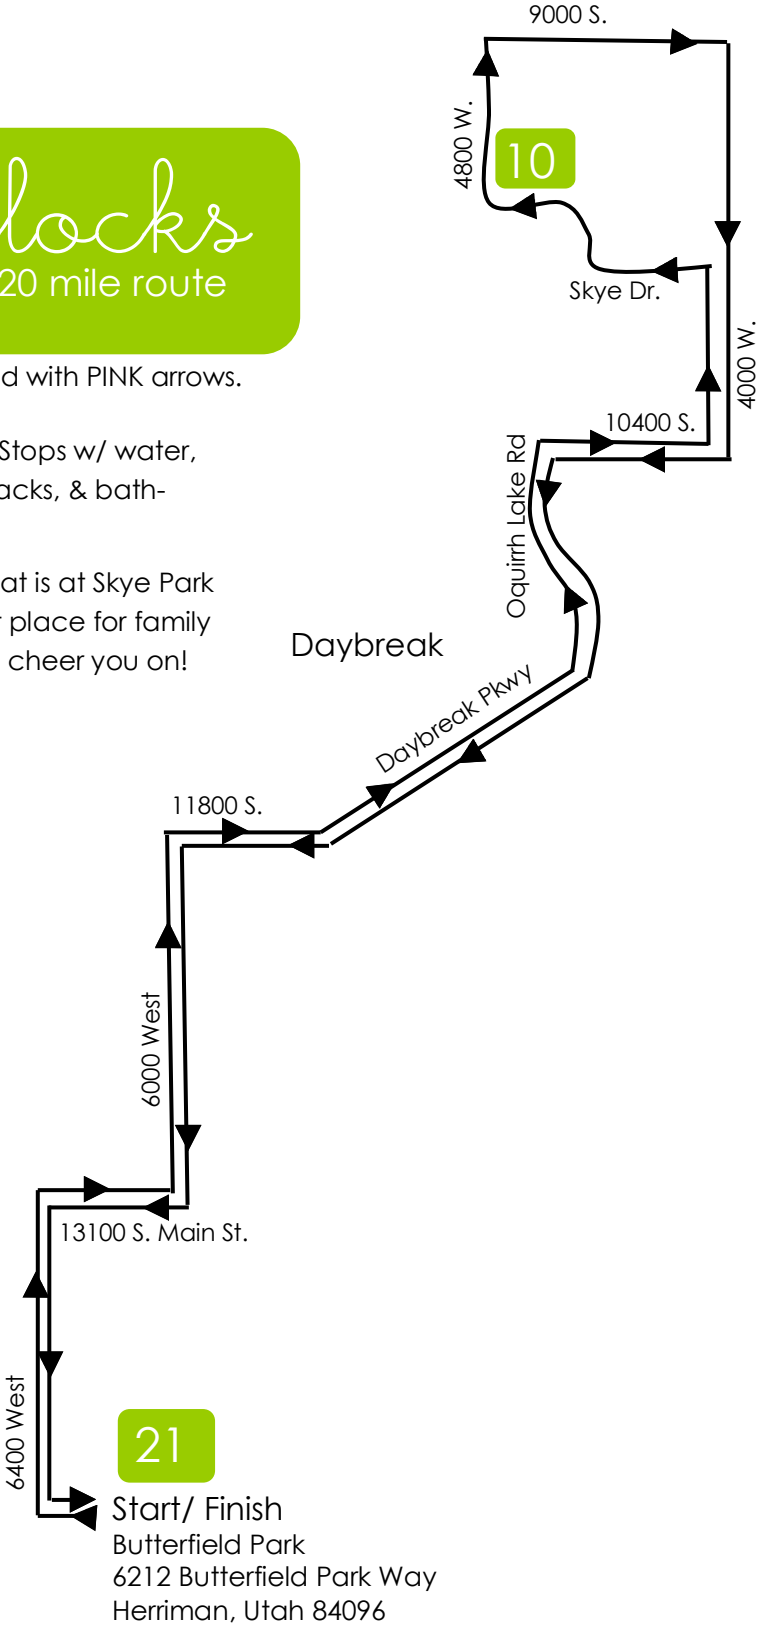 9000 S.
4800 W.
10
locks
20 mile route
Skye Dr.
d with PINK arrows.
4000 W.
10400 S.
Stops w/ water,
acks, & bath-
Oquirrh Lake Rd
at is at Skye Park
place for family
cheer you on!
Daybreak
Daybreak Pkwy
11800 S.
6000 West
13100 S. Main St.
6400 West
21
Start/ Finish
Butterfield Park
6212 Butterfield Park Way
Herriman, Utah 84096